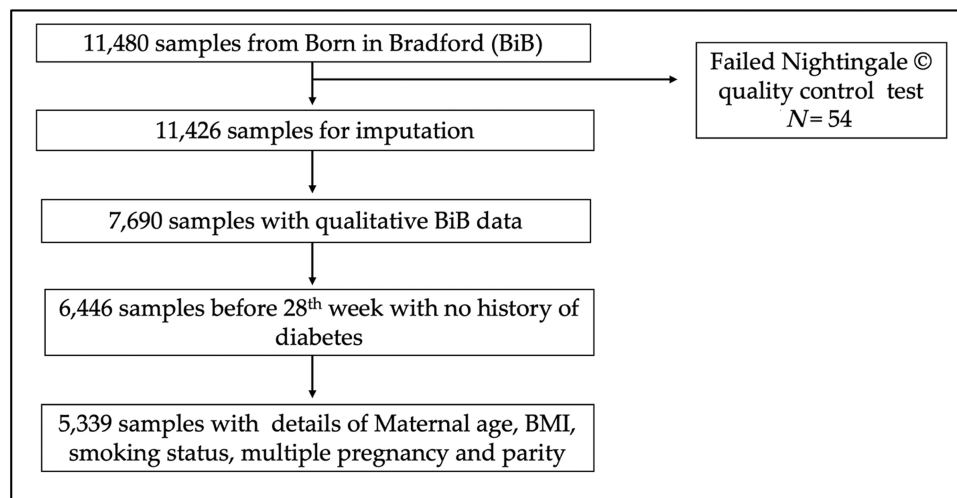 11,480 samples from Born in Bradford (BiB)
Failed Nightingale ©
quality control test
N= 54
11,426 samples for imputation
7,690 samples with qualitative BiB data
6,446 samples before 28th week with no history of
diabetes
5,339 samples with details of Maternal age, BMI,
smoking status, multiple pregnancy and parity